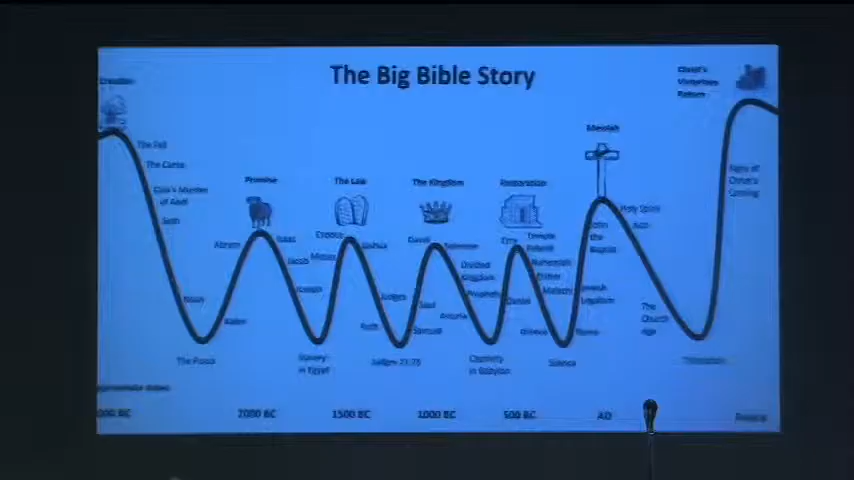 The Big Bible Story
Creation
Christ's
Victorious
Return
The Fall
The Curse
Cain's Murder
of Abel
Seth
Noah
Babel
The Flood
Promise
Abram
Isaac
Jacob
Joseph
Slavery
in Egypt
The Law
Exodus
Moses
Joshua
Judges
Ruth
Judges 21:25
The Kingdom
David
Solomon
Divided
Kingdom
Prophets
Saul
Samuel
Assyria
Captivity
in Babylon
Restoration
Ezra
Temple
Rebuilt
Nehemiah
Esther
Malachi
Daniel
Greece
Silence
Messiah
John
the
Baptist
Jewish
Legalism
Rome
Holy Spirit
Acts
The
Church
Age
Tribulation
Signs of
Christ's
Coming
000 BC
2000 BC
1500 BC
1000 BC
500 BC
AD